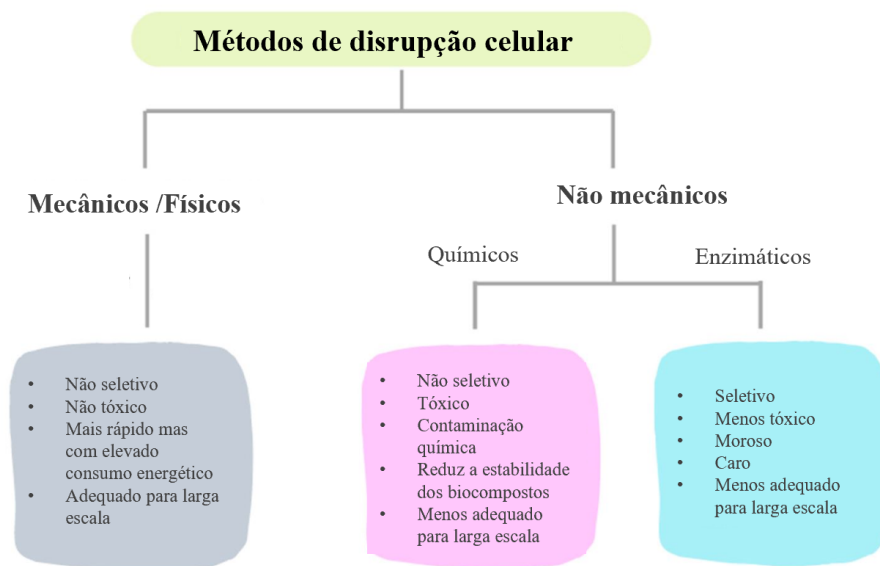 Métodos de disrupção celular
Mecânicos /Físicos
Não mecânicos
Químicos
Enzimáticos
• Não seletivo
• Não tóxico
• Mais rápido mas
com elevado
consumo energético
• Adequado para larga
escala
• Não seletivo
• Tóxico
• Contaminação
química
• Reduz a estabilidade
dos biocompostos
• Menos adequado
para larga escala
• Seletivo
• Menos tóxico
• Moroso
• Caro
• Menos adequado
para larga escala